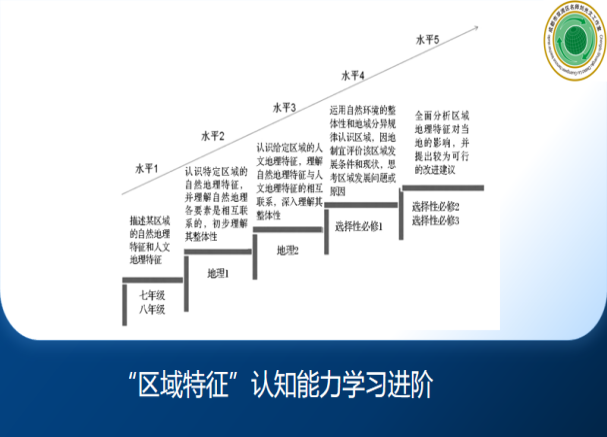 水平5
水平4
水平3
水平2
水平1
描述某区域
的自然地理
特征和人文
地理特征
七年级
八年级
认识特定区域的
自然地理特征，
并理解自然地理
各要素是相互联
系的，初步理解
其整体性
地理1
认识给定区域的人
文地理特征，理解
自然地理特征与人
文地理特征的相互
联系，深入理解其
整体性
地理2
运用自然环境的整
体性和地域分异规
律认识区域，因地
制宜评价该区域发
展条件和现状，思
考区域发展问题或
原因
选择性必修1
全面分析区域
地理特征对当
地的影响，并
提出较为可行
的改进建议
选择性必修2
选择性必修3
“区域特征”认知能力学习进阶